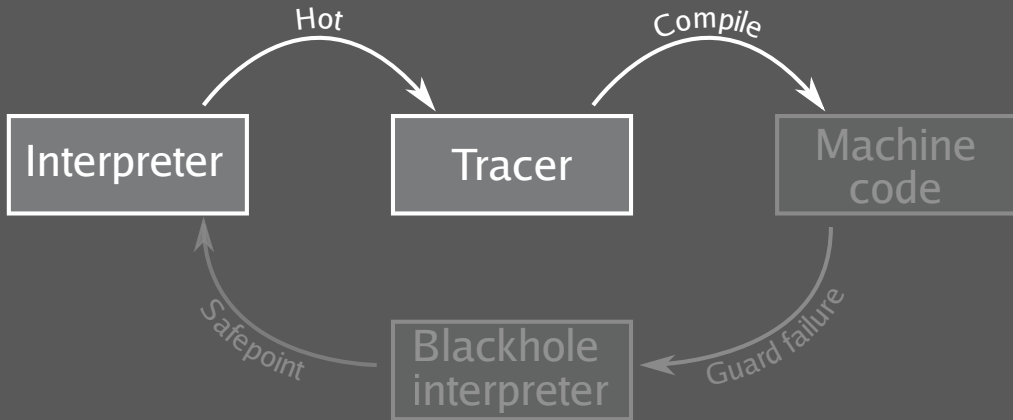 Hot
Compile
Interpreter
Tracer
Machine
code
Safepoint
Blackhole
interpreter
Guard failure